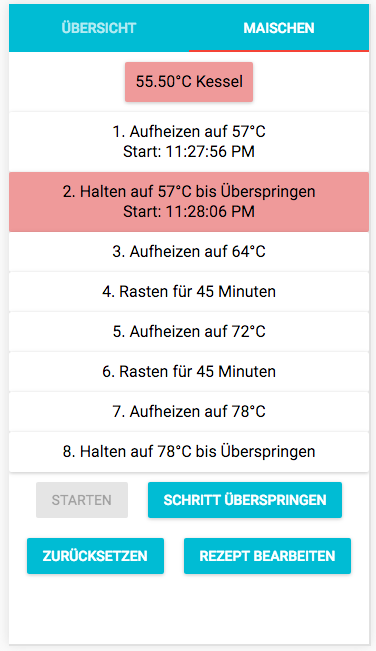 ÜBERSICHT MAISCHEN
55.50°C Kessel
1. Aufheizen auf 57°C
Start: 11:27:56 PM
2. Halten auf 57°C bis Überspringen
Start: 11:28:06 PM
3. Aufheizen auf 64°C
4. Rasten für 45 Minuten
5. Aufheizen auf 72°C
6. Rasten für 45 Minuten
7. Aufheizen auf 78°C
8. Halten auf 78°C bis Überspringen
STARTEN SCHRITT ÜBERSPRINGEN
ZURÜCKSETZEN REZEPT BEARBEITEN